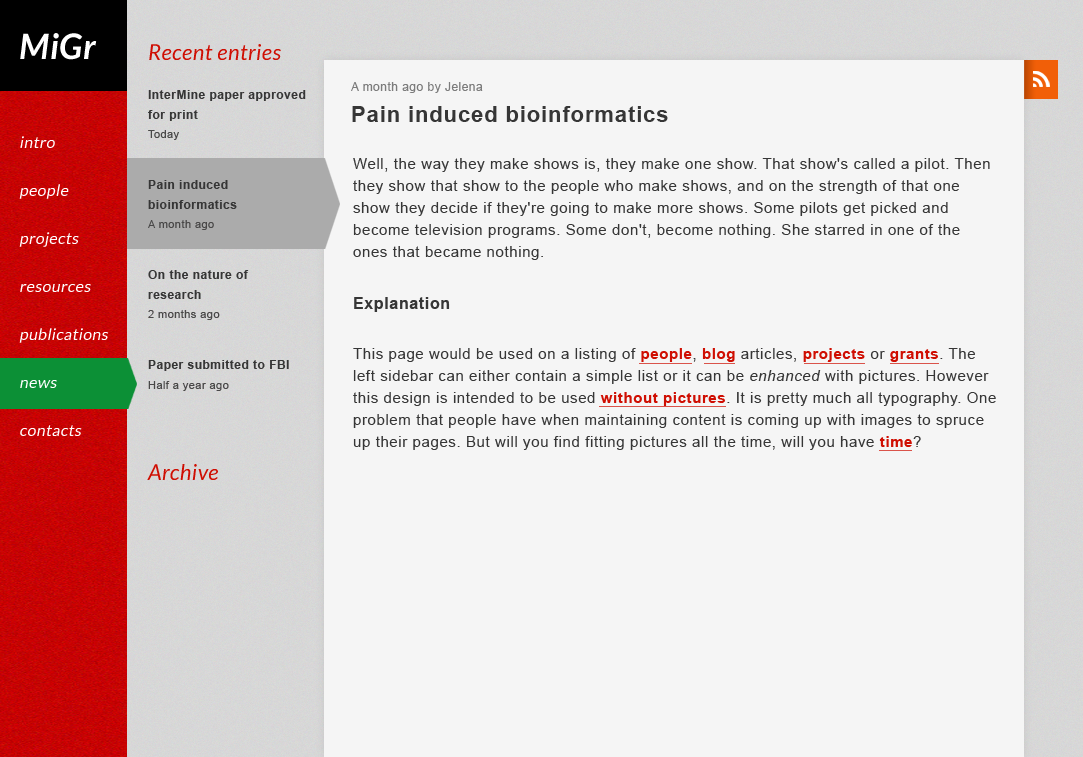 MiGr
intro
people
projects
resources
publications
news
contacts
Recent entries
InterMine paper approved
for print
Today
Pain induced
bioinformatics
A month ago
On the nature of
research
2 months ago
Paper submitted to FBI
Half a year ago
Archive
A month ago by Jelena
Pain induced bioinformatics
Well, the way they make shows is, they make one show. That show's called a pilot. Then
they show that show to the people who make shows, and on the strength of that one
show they decide if they're going to make more shows. Some pilots get picked and
become television programs. Some don't, become nothing. She starred in one of the
ones that became nothing.
Explanation
This page would be used on a listing of people, blog articles, projects or grants. The
left sidebar can either contain a simple list or it can be enhanced with pictures. However
this design is intended to be used without pictures. It is pretty much all typography. One
problem that people have when maintaining content is coming up with images to spruce
up their pages. But will you find fitting pictures all the time, will you have time?